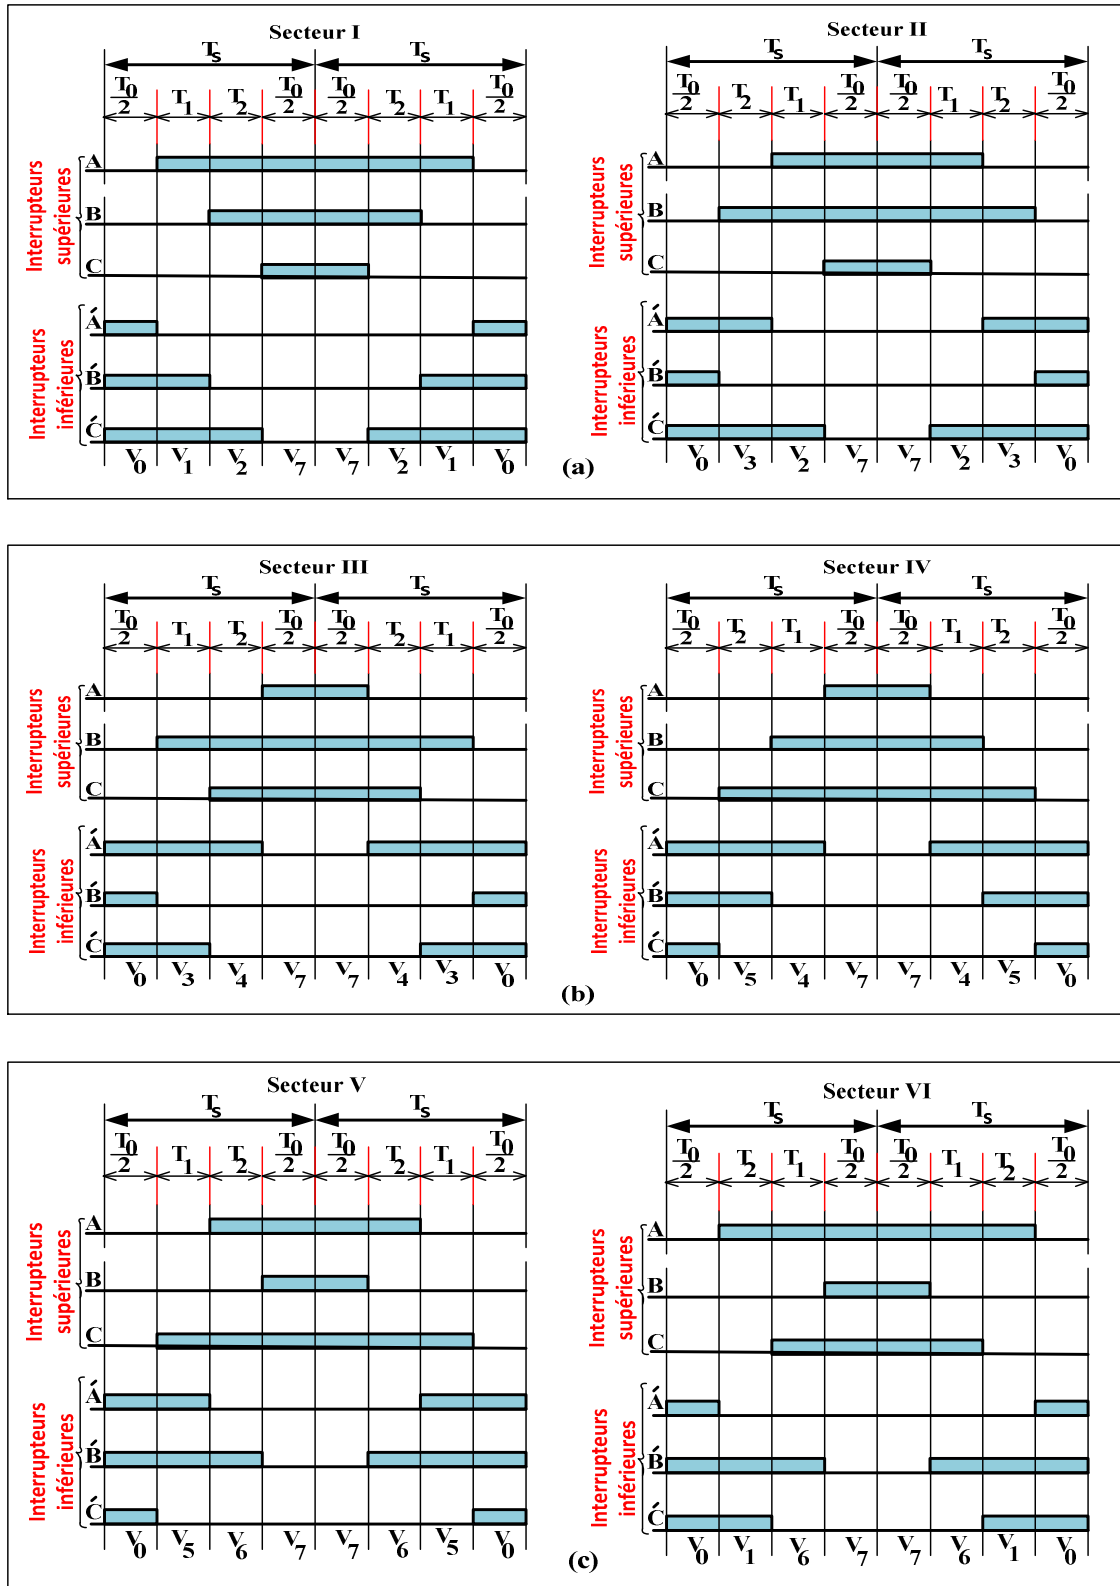 Secteur I
Ts Ts
T0/2 T1 T2 T0/2 T0/2 T2 T1 T0/2
Interrupteurs supérieures
A
B
C
Interrupteurs inférieures
Á
B́
Ć
V0 V1 V2 V7 V7 V2 V1 V0
Secteur II
Ts Ts
T0/2 T2 T1 T0/2 T0/2 T1 T2 T0/2
Interrupteurs supérieures
A
B
C
Interrupteurs inférieures
Á
B́
Ć
V0 V3 V2 V7 V7 V2 V3 V0
(a)
Secteur III
Ts Ts
T0/2 T1 T2 T0/2 T0/2 T2 T1 T0/2
Interrupteurs supérieures
A
B
C
Interrupteurs inférieures
Á
B́
Ć
V0 V3 V4 V7 V7 V4 V3 V0
Secteur IV
Ts Ts
T0/2 T2 T1 T0/2 T0/2 T1 T2 T0/2
Interrupteurs supérieures
A
B
C
Interrupteurs inférieures
Á
B́
Ć
V0 V5 V4 V7 V7 V4 V5 V0
(b)
Secteur V
Ts Ts
T0/2 T1 T2 T0/2 T0/2 T2 T1 T0/2
Interrupteurs supérieures
A
B
C
Interrupteurs inférieures
Á
B́
Ć
V0 V5 V6 V7 V7 V6 V5 V0
Secteur VI
Ts Ts
T0/2 T2 T1 T0/2 T0/2 T1 T2 T0/2
Interrupteurs supérieures
A
B
C
Interrupteurs inférieures
Á
B́
Ć
V0 V1 V6 V7 V7 V6 V1 V0
(c)